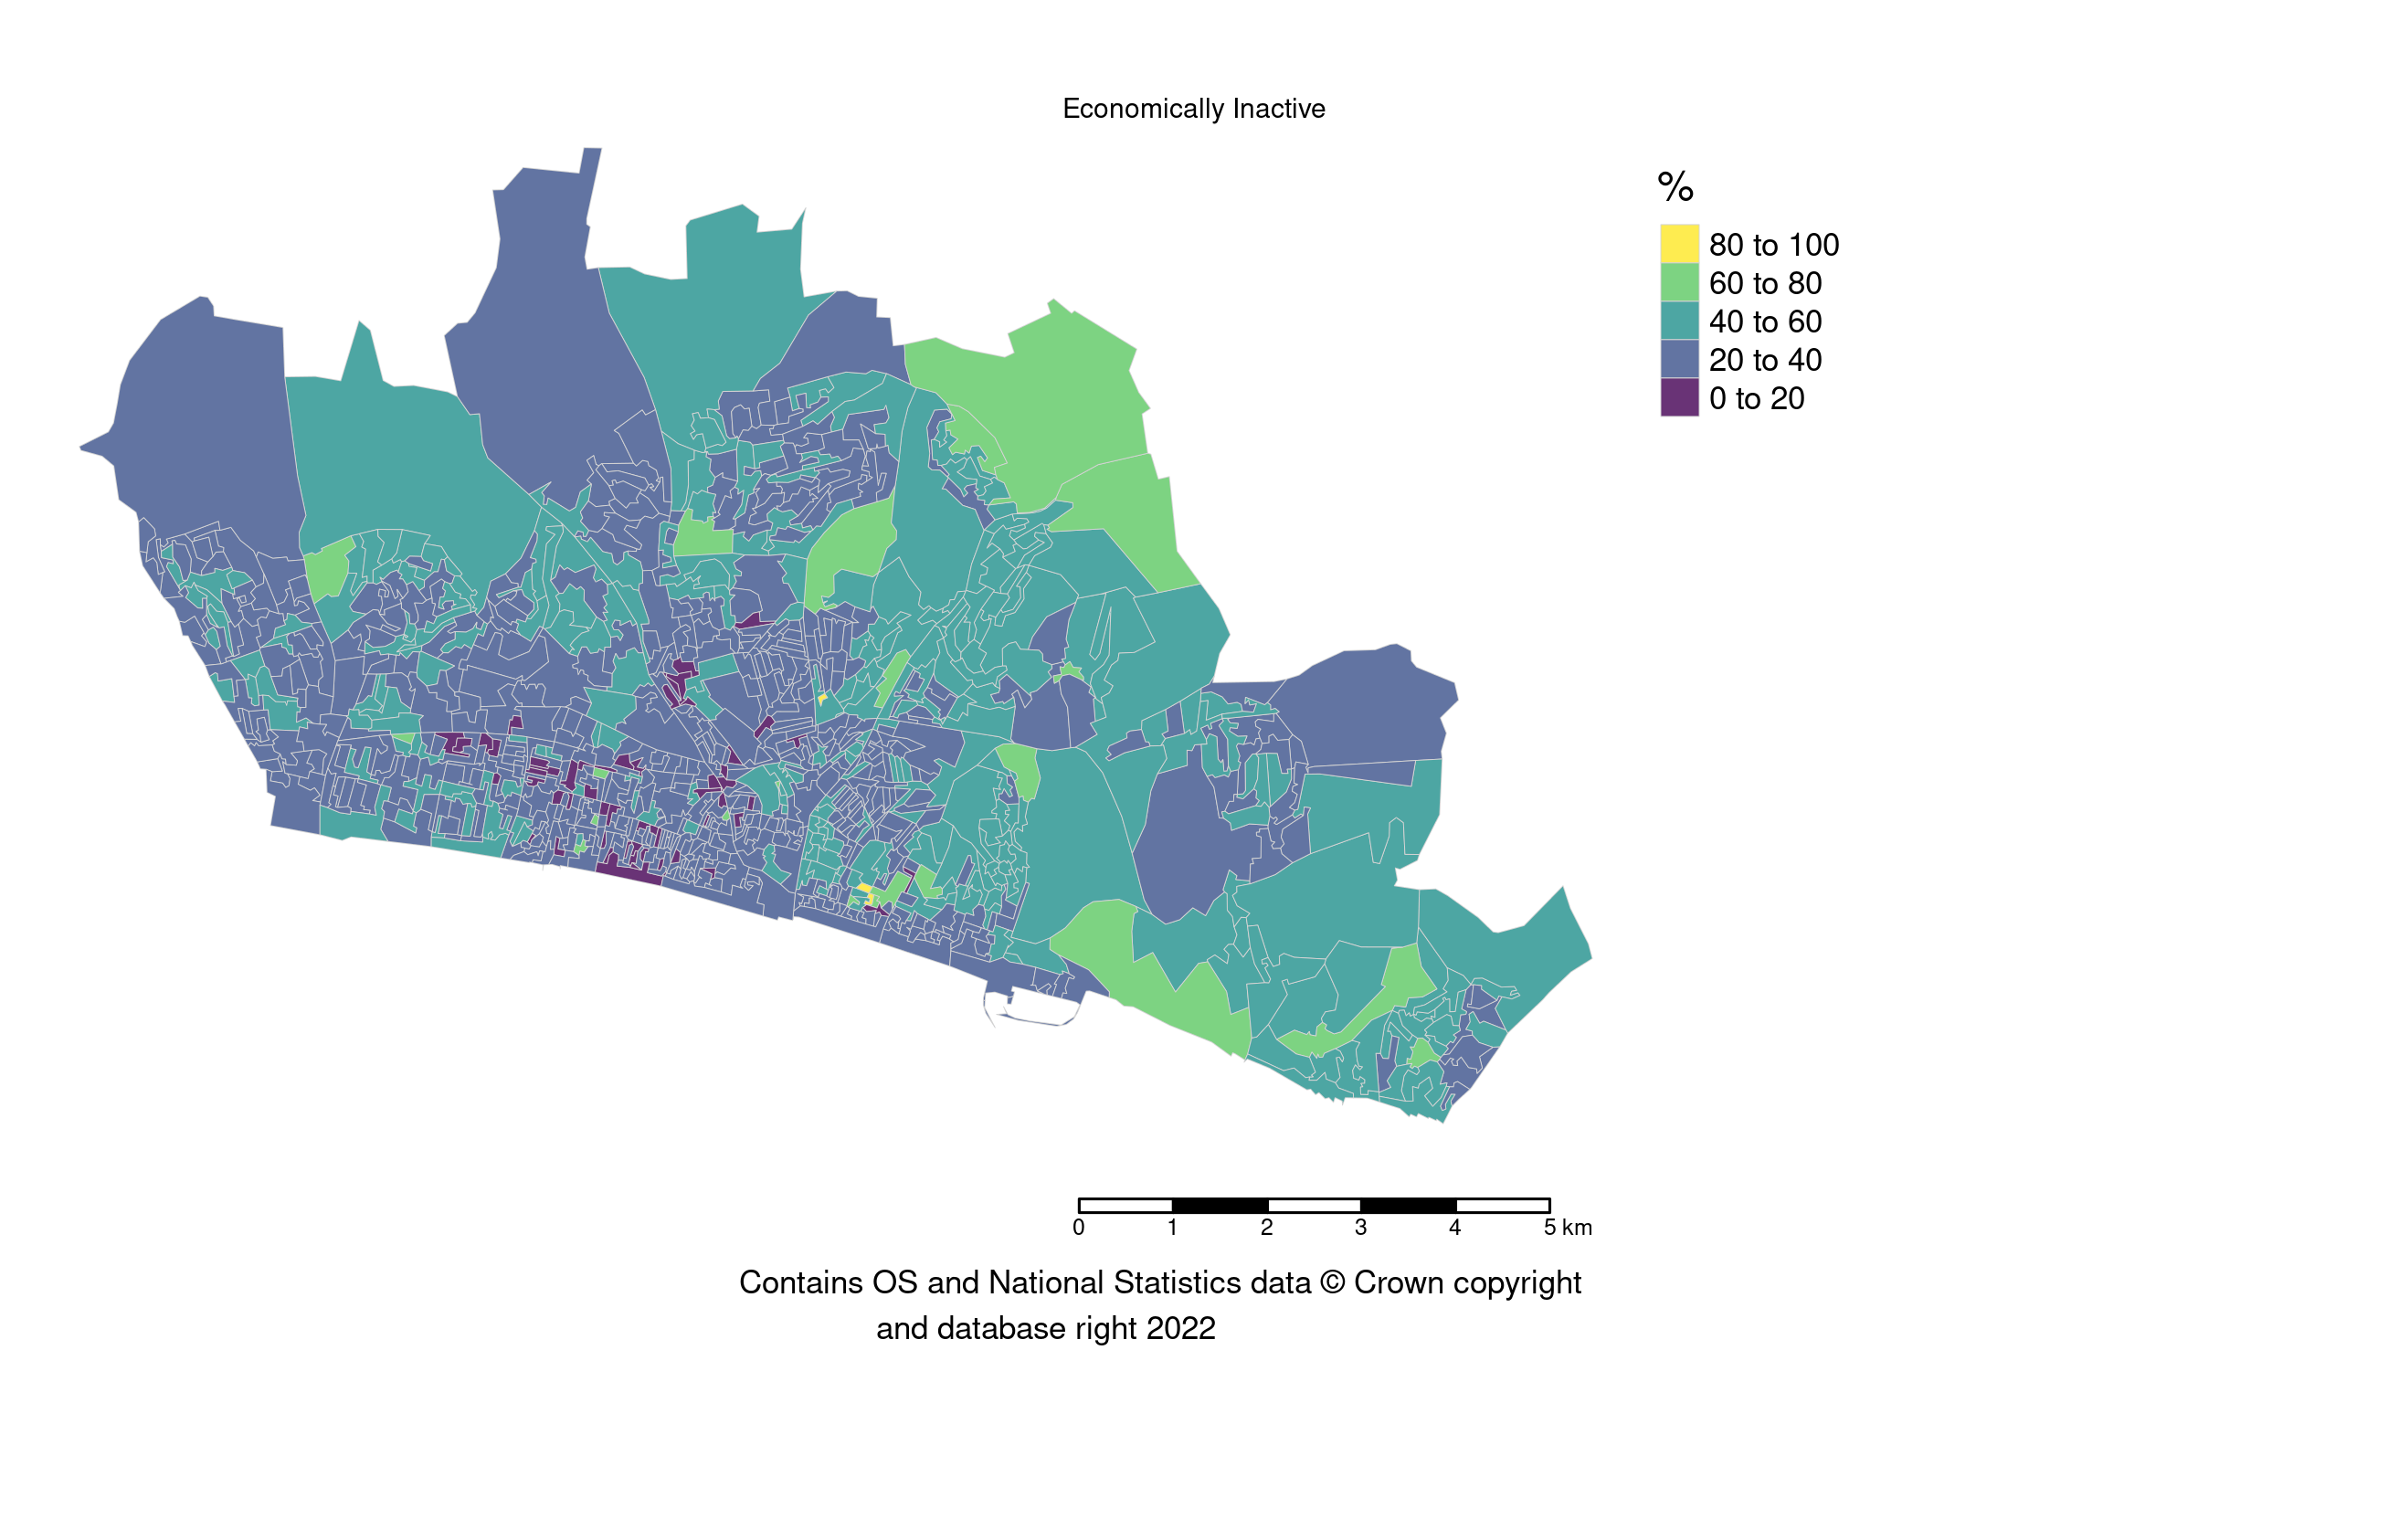 Economically Inactive
%
80 to 100
60 to 80
40 to 60
20 to 40
0 to 20
0 1 2 3 4 5 km
Contains OS and National Statistics data © Crown copyright
and database right 2022